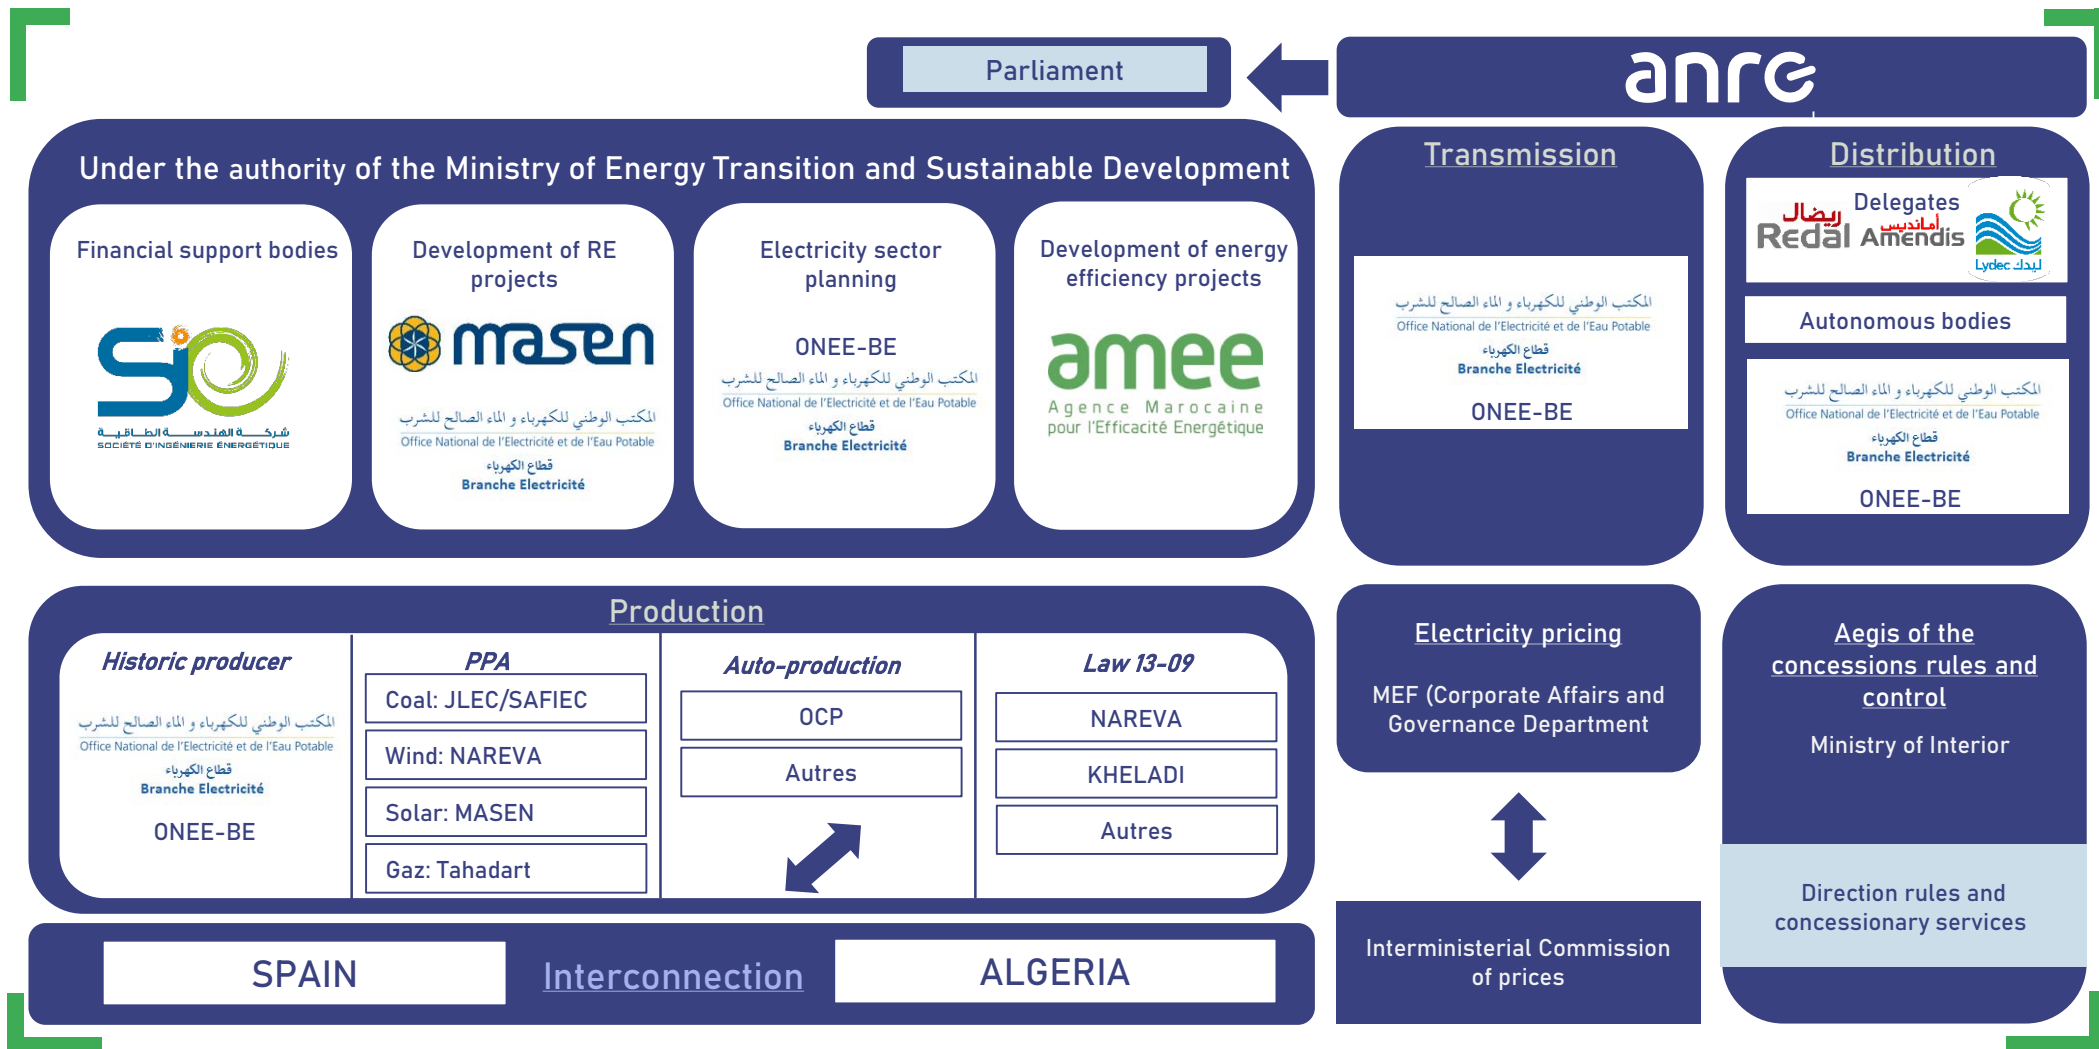 Parliament
anre
Under the authority of the Ministry of Energy Transition and Sustainable Development
Financial support bodies
sie
شركة الهندسة الطاقية
SOCIÉTÉ D'INGÉNIERIE ÉNERGÉTIQUE
Development of RE
projects
masen
المكتب الوطني للكهرباء و الماء الصالح للشرب
Office National de l'Electricité et de l'Eau Potable
قطاع الكهرباء
Branche Electricité
Electricity sector
planning
ONEE-BE
المكتب الوطني للكهرباء و الماء الصالح للشرب
Office National de l'Electricité et de l'Eau Potable
قطاع الكهرباء
Branche Electricité
Development of energy
efficiency projects
amee
Agence Marocaine
pour l'Efficacité Energétique
Transmission
المكتب الوطني للكهرباء و الماء الصالح للشرب
Office National de l'Electricité et de l'Eau Potable
قطاع الكهرباء
Branche Electricité
ONEE-BE
Distribution
Delegates
ريضال
Redal
أمانديس
Amendis
Lydec ليدك
Autonomous bodies
المكتب الوطني للكهرباء و الماء الصالح للشرب
Office National de l'Electricité et de l'Eau Potable
قطاع الكهرباء
Branche Electricité
ONEE-BE
Production
Historic producer
المكتب الوطني للكهرباء و الماء الصالح للشرب
Office National de l'Electricité et de l'Eau Potable
قطاع الكهرباء
Branche Electricité
ONEE-BE
PPA
Coal: JLEC/SAFIEC
Wind: NAREVA
Solar: MASEN
Gaz: Tahadart
Auto-production
OCP
Autres
Law 13-09
NAREVA
KHELADI
Autres
Electricity pricing
MEF (Corporate Affairs and
Governance Department
Interministerial Commission
of prices
Aegis of the
concessions rules and
control
Ministry of Interior
Direction rules and
concessionary services
SPAIN
Interconnection
ALGERIA